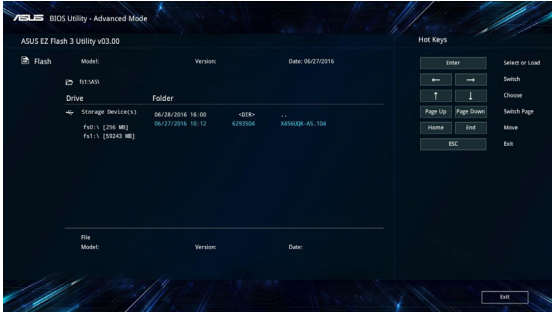 ASUS BIOS Utility - Advanced Mode
ASUS EZ Flash 3 Utility v03.00
Hot Keys
Flash Model: Version: Date: 06/27/2016
fs1:\AS\
Drive Folder
Storage Device(s)
fs0:\ [256 MB]
fs1:\ [59243 MB]
06/28/2016 16:00 <DIR> ..
06/27/2016 10:12 6293504 X456UQK-AS.104
File
Model: Version: Date:
Enter Select or Load
← → Switch
↑ ↓ Choose
Page Up Page Down Switch Page
Home End Move
ESC Exit
Exit